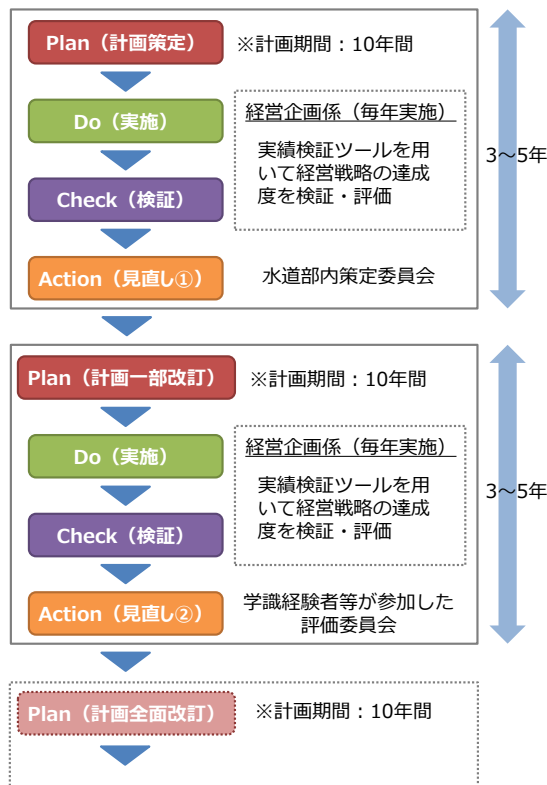 Plan（計画策定）
※計画期間：10年間
Do（実施）
経営企画係（毎年実施）
実績検証ツールを用
いて経営戦略の達成
度を検証・評価
3～5年
Check（検証）
Action（見直し①）
水道部内策定委員会
Plan（計画一部改訂）
※計画期間：10年間
Do（実施）
経営企画係（毎年実施）
実績検証ツールを用
いて経営戦略の達成
度を検証・評価
3～5年
Check（検証）
Action（見直し②）
学識経験者等が参加した
評価委員会
Plan（計画全面改訂）
※計画期間：10年間